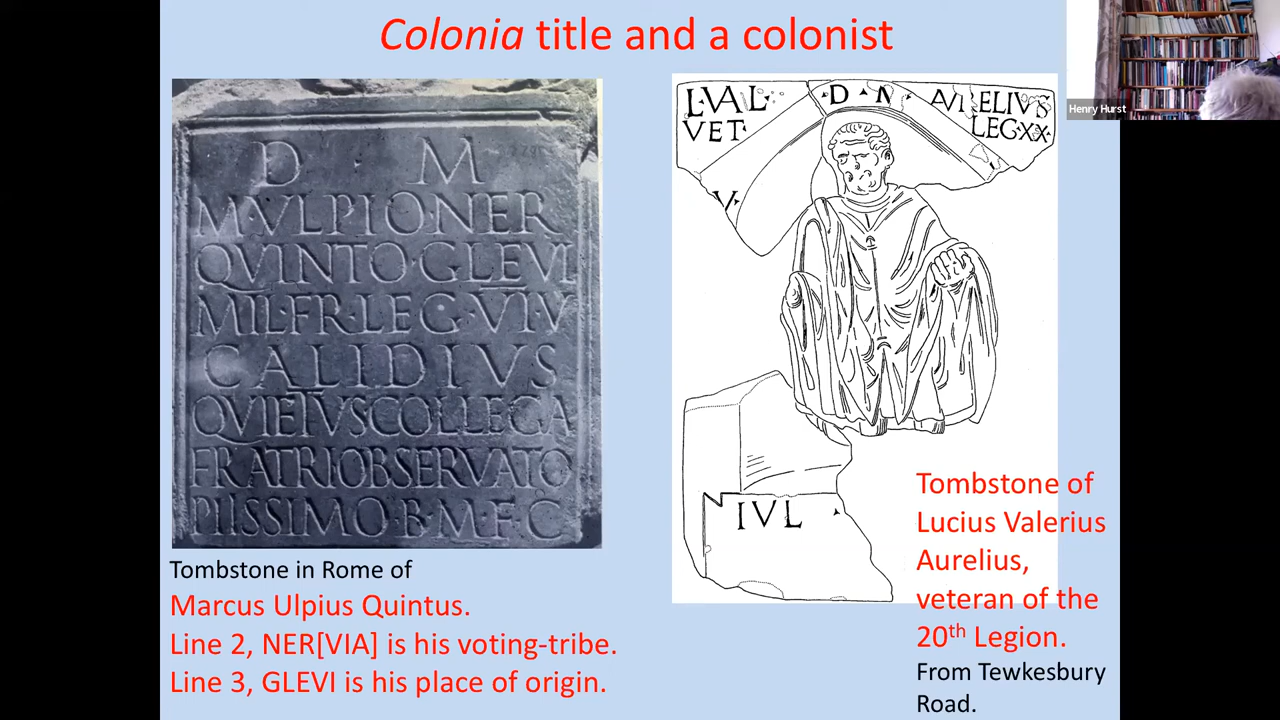 Colonia title and a colonist
Henry Hurst
D M
M·VLPIO·NER
QVINTO·GLEVI
MIL·FR·LEG·VI·V
CALIDIVS
QVIETVS COLLEGA
FRATRI OBSERVATO
PIISSIMO·B·M·F·C
L·VAL· D·M· AVRELIVS
VET· LEG·XX·
V·
IVL
Tombstone in Rome of
Marcus Ulpius Quintus.
Line 2, NER[VIA] is his voting-tribe.
Line 3, GLEVI is his place of origin.
Tombstone of
Lucius Valerius
Aurelius,
veteran of the
20th Legion.
From Tewkesbury
Road.